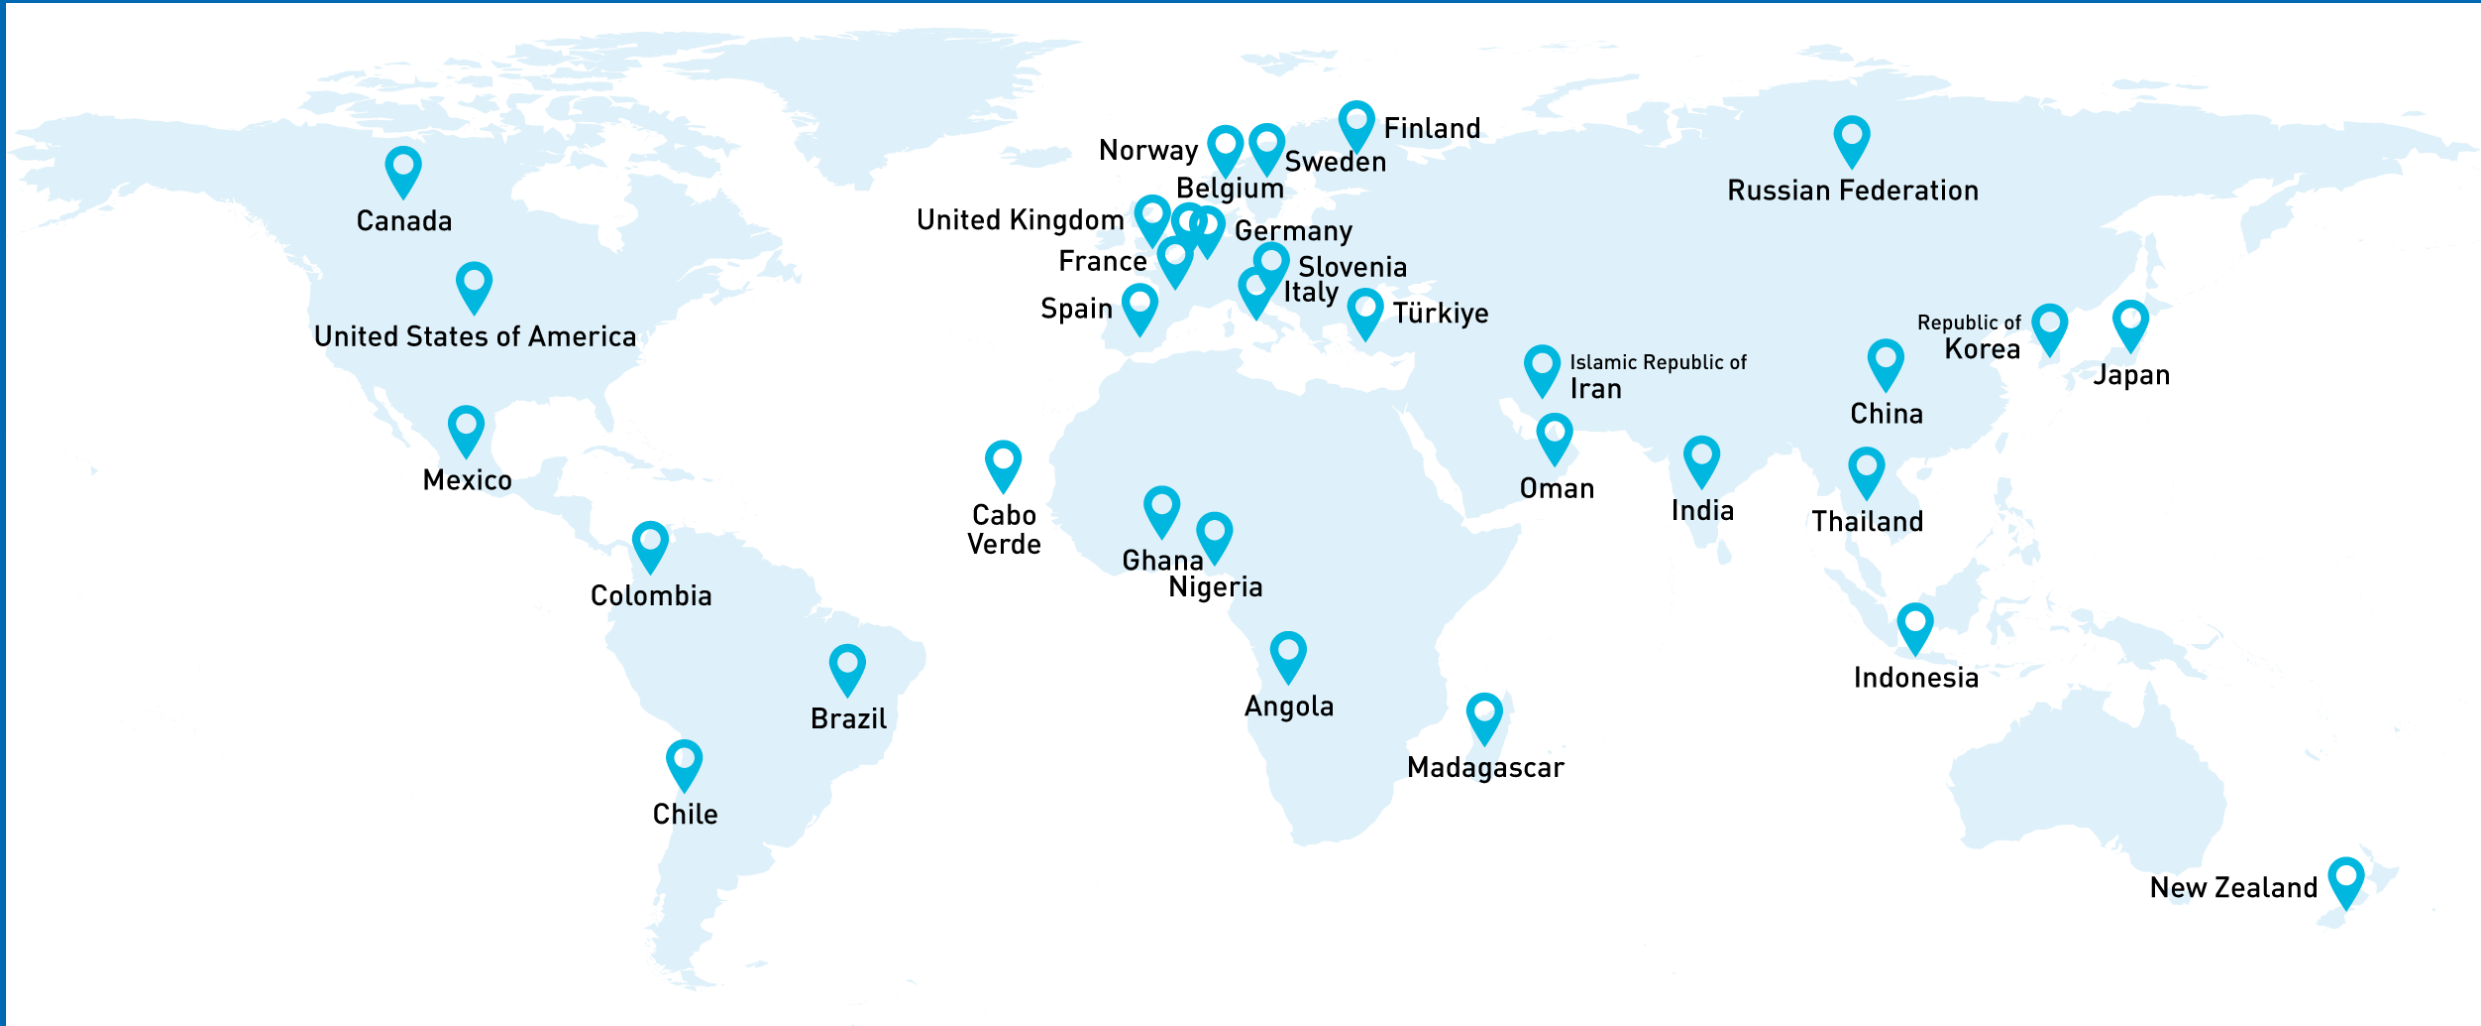 Finland
Norway
Sweden
Belgium
Russian Federation
Canada
United Kingdom
Germany
France
Slovenia
Italy
Spain
Türkiye
United States of America
Republic of
Korea
Japan
Islamic Republic of
Iran
China
Mexico
Oman
India
Thailand
Cabo
Verde
Ghana
Nigeria
Colombia
Indonesia
Angola
Brazil
Madagascar
Chile
New Zealand